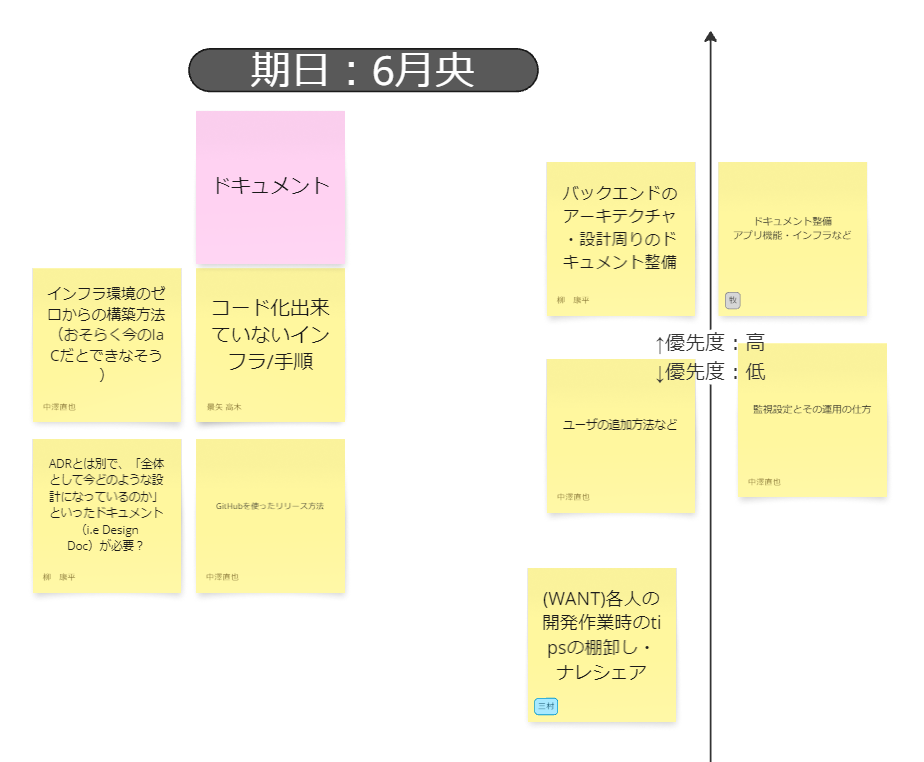 期日：6月央
ドキュメント
インフラ環境のゼ
ロからの構築方法
（おそらく今のIa
Cだとできなそう
）
中澤直也
コード化出来
ていないイン
フラ/手順
景矢 高木
ADRとは別で、「全体
として今どのような設
計になっているのか」
といったドキュメント
（i.e Design
Doc）が必要？
柳　康平
GitHubを使ったリリース方法
中澤直也
バックエンドの
アーキテクチャ
・設計周りのド
キュメント整備
柳　康平
ドキュメント整備
アプリ機能・インフラなど
牧
↑優先度：高
↓優先度：低
ユーザの追加方法など
中澤直也
監視設定とその運用の仕方
中澤直也
(WANT)各人の
開発作業時のti
psの棚卸し・
ナレシェア
三村